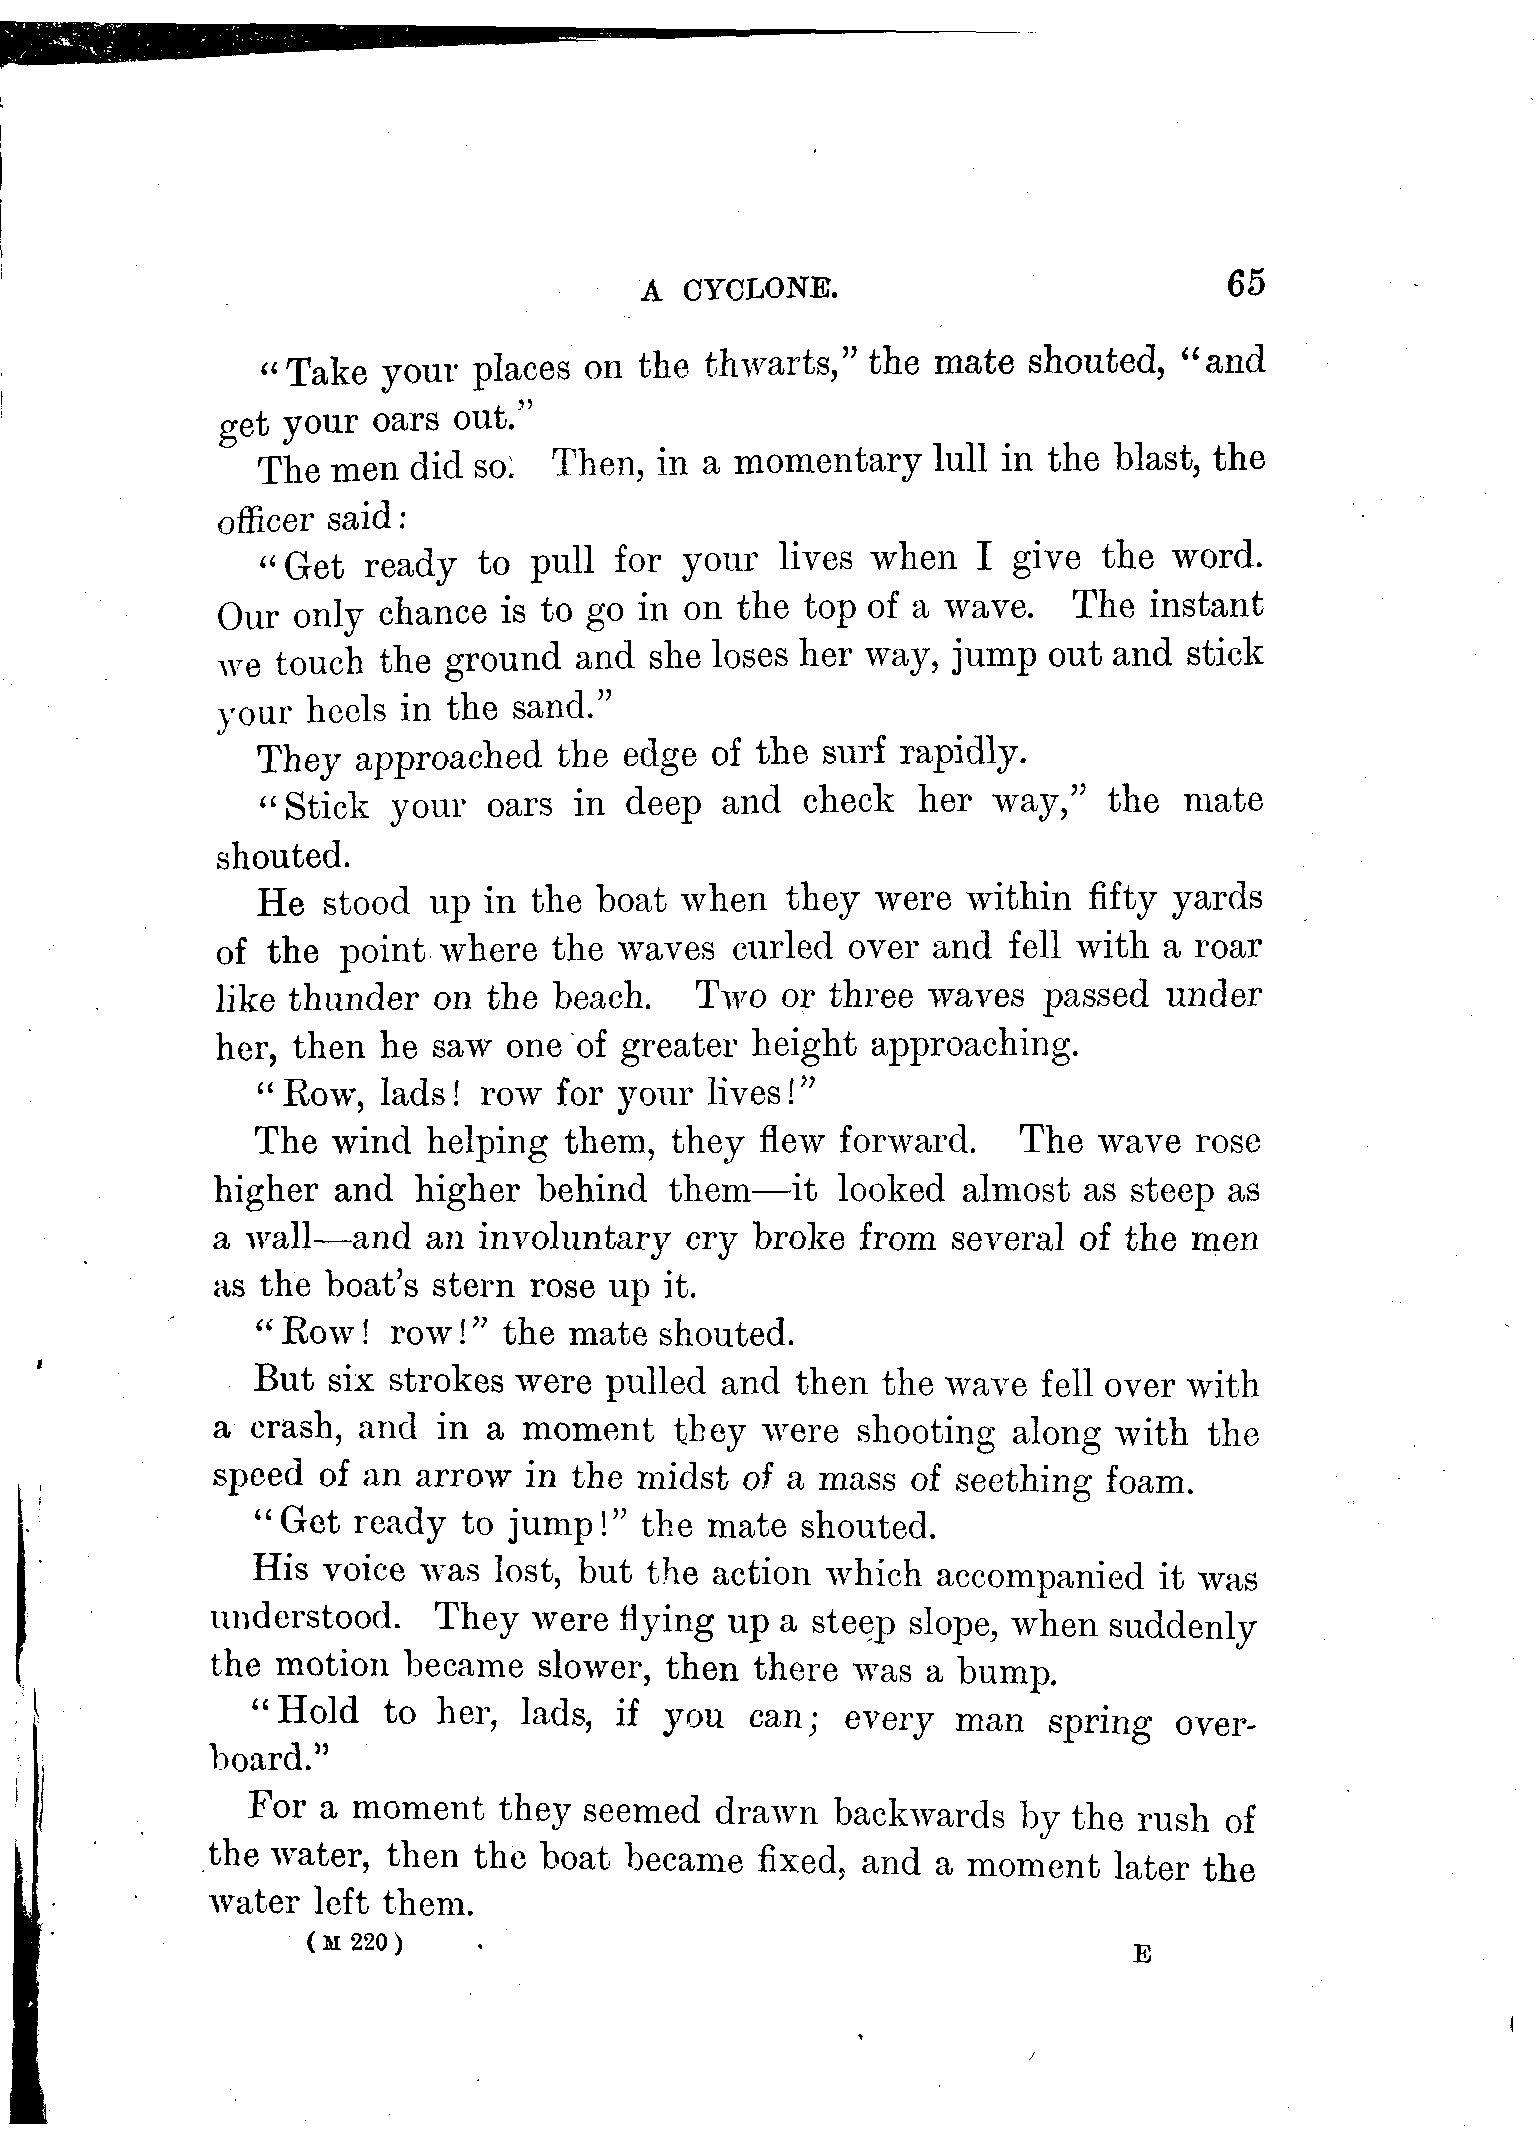 A CYCLONE. 65
"Take your places on the thwarts," the mate shouted, "and
get your oars out."
The men did so. Then, in a momentary lull in the blast, the
officer said:
"Get ready to pull for your lives when I give the word.
Our only chance is to go in on the top of a wave. The instant
we touch the ground and she loses her way, jump out and stick
your heels in the sand."
They approached the edge of the surf rapidly.
"Stick your oars in deep and check her way," the mate
shouted.
He stood up in the boat when they were within fifty yards
of the point where the waves curled over and fell with a roar
like thunder on the beach. Two or three waves passed under
her, then he saw one of greater height approaching.
"Row, lads! row for your lives!"
The wind helping them, they flew forward. The wave rose
higher and higher behind them—it looked almost as steep as
a wall—and an involuntary cry broke from several of the men
as the boat's stern rose up it.
"Row! row!" the mate shouted.
But six strokes were pulled and then the wave fell over with
a crash, and in a moment they were shooting along with the
speed of an arrow in the midst of a mass of seething foam.
"Get ready to jump!" the mate shouted.
His voice was lost, but the action which accompanied it was
understood. They were flying up a steep slope, when suddenly
the motion became slower, then there was a bump.
"Hold to her, lads, if you can; every man spring over-
board."
For a moment they seemed drawn backwards by the rush of
the water, then the boat became fixed, and a moment later the
water left them.
(M 220) E